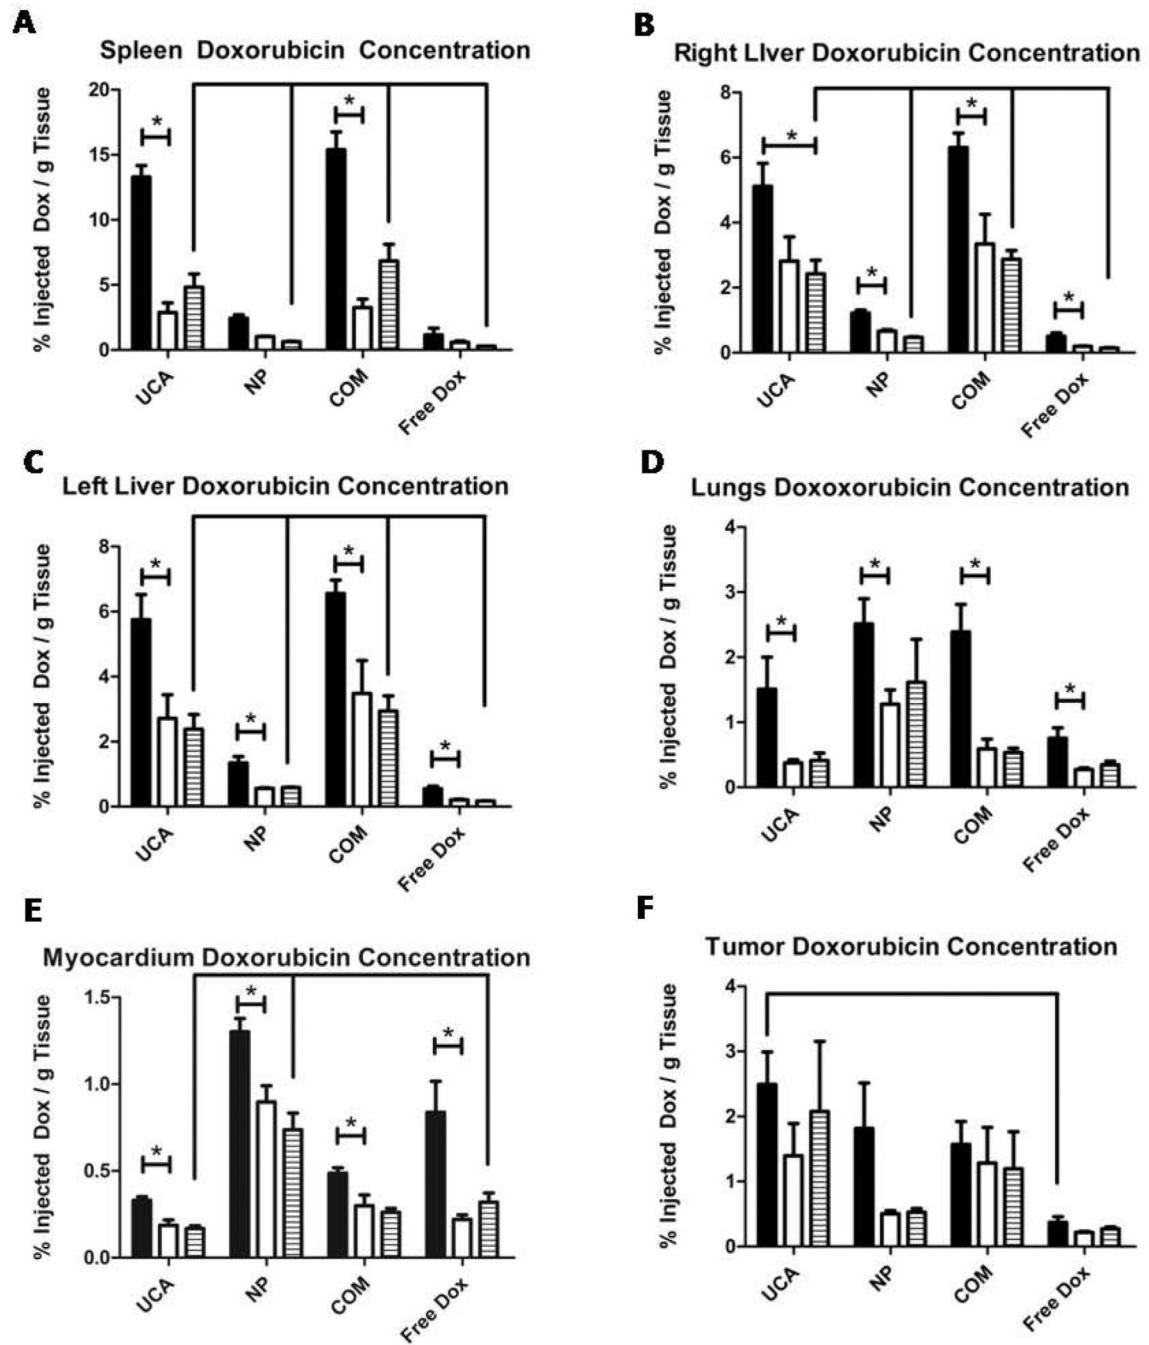 A
Spleen Doxorubicin Concentration
% Injected Dox / g Tissue
20
15
10
5
0
*
*
UCA
NP
COM
Free Dox
B
Right LIver Doxorubicin Concentration
% Injected Dox / g Tissue
8
6
4
2
0
*
*
*
*
UCA
NP
COM
Free Dox
C
Left Liver Doxorubicin Concentration
% Injected Dox / g Tissue
8
6
4
2
0
*
*
*
*
UCA
NP
COM
Free Dox
D
Lungs Doxoxorubicin Concentration
% Injected Dox / g Tissue
4
3
2
1
0
*
*
*
*
UCA
NP
COM
Free Dox
E
Myocardium Doxorubicin Concentration
% Injected Dox / g Tissue
1.5
1.0
0.5
0.0
*
*
*
*
UCA
NP
COM
Free Dox
F
Tumor Doxorubicin Concentration
% Injected Dox / g Tissue
4
3
2
1
0
UCA
NP
COM
Free Dox